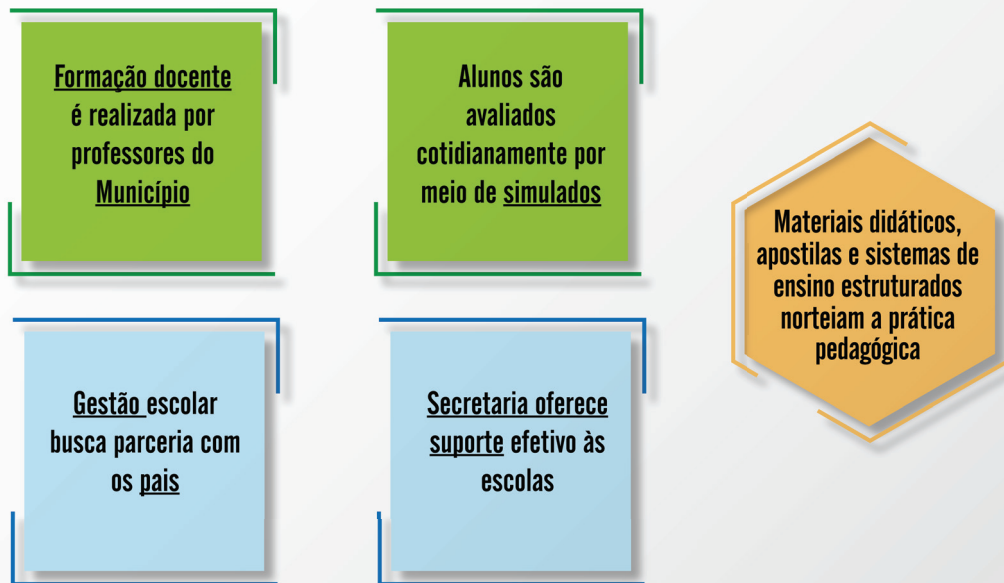 Formação docente
é realizada por
professores do
Município
Alunos são
avaliados
cotidianamente por
meio de simulados
Materiais didáticos,
apostilas e sistemas de
ensino estruturados
norteiam a prática
pedagógica
Gestão escolar
busca parceria com
os pais
Secretaria oferece
suporte efetivo às
escolas